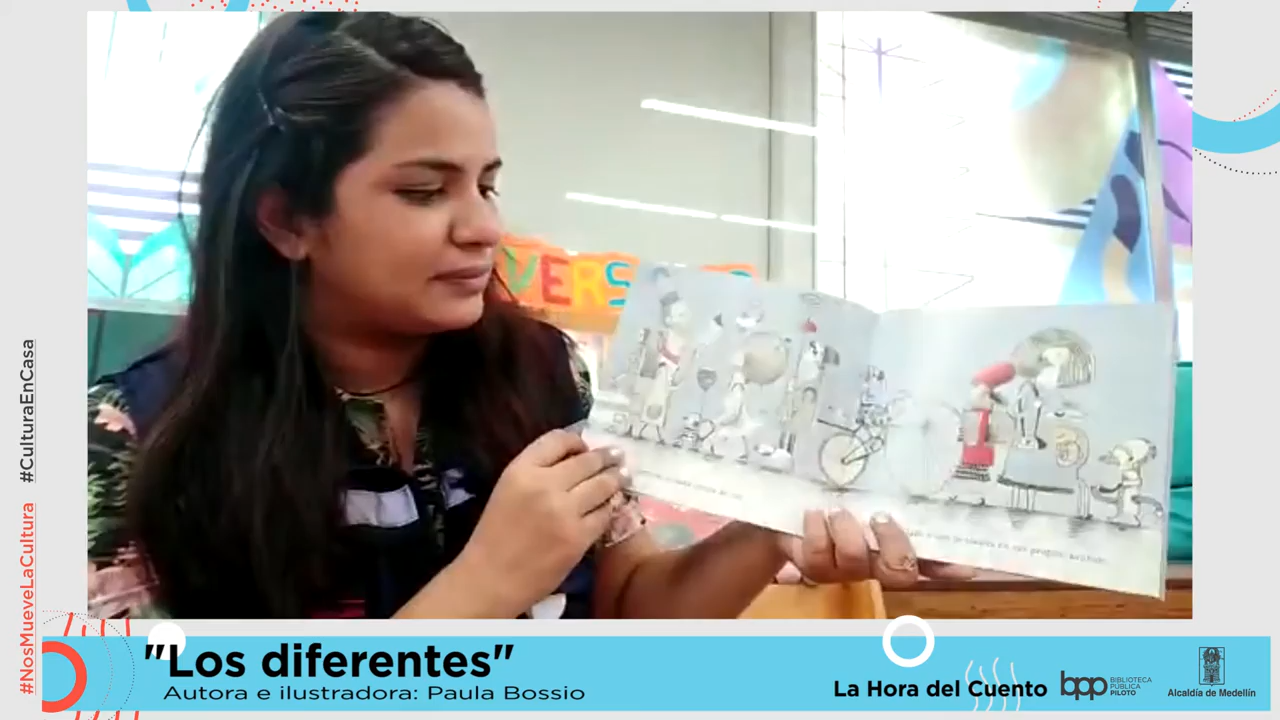 VERS
#NosMueveLaCultura #CulturaEnCasa
"Los diferentes"
Autora e ilustradora: Paula Bossio
La Hora del Cuento
bpp BIBLIOTECA
PÚBLICA
PILOTO
Alcaldía de Medellín